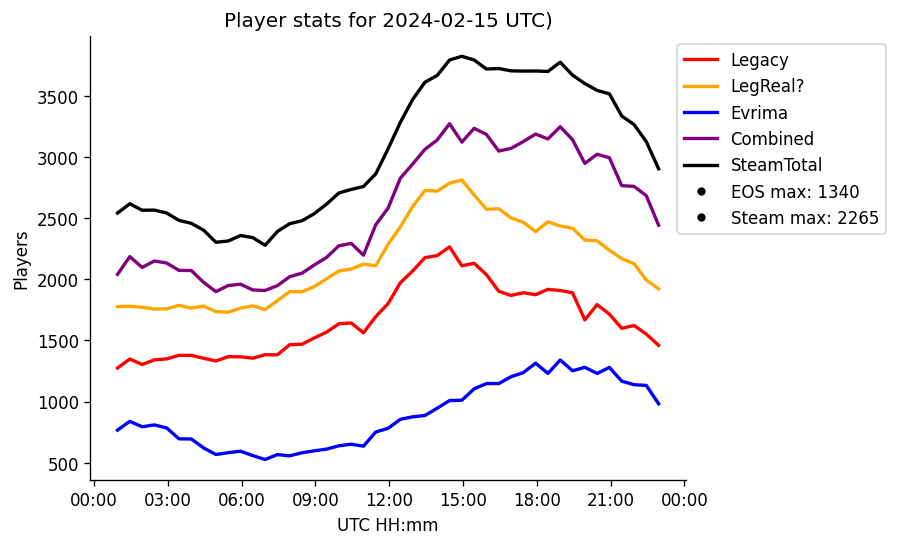 Player stats for 2024-02-15 UTC)
Legacy
LegReal?
Evrima
Combined
SteamTotal
EOS max: 1340
Steam max: 2265
Players
3500
3000
2500
2000
1500
1000
500
00:00 03:00 06:00 09:00 12:00 15:00 18:00 21:00 00:00
UTC HH:mm